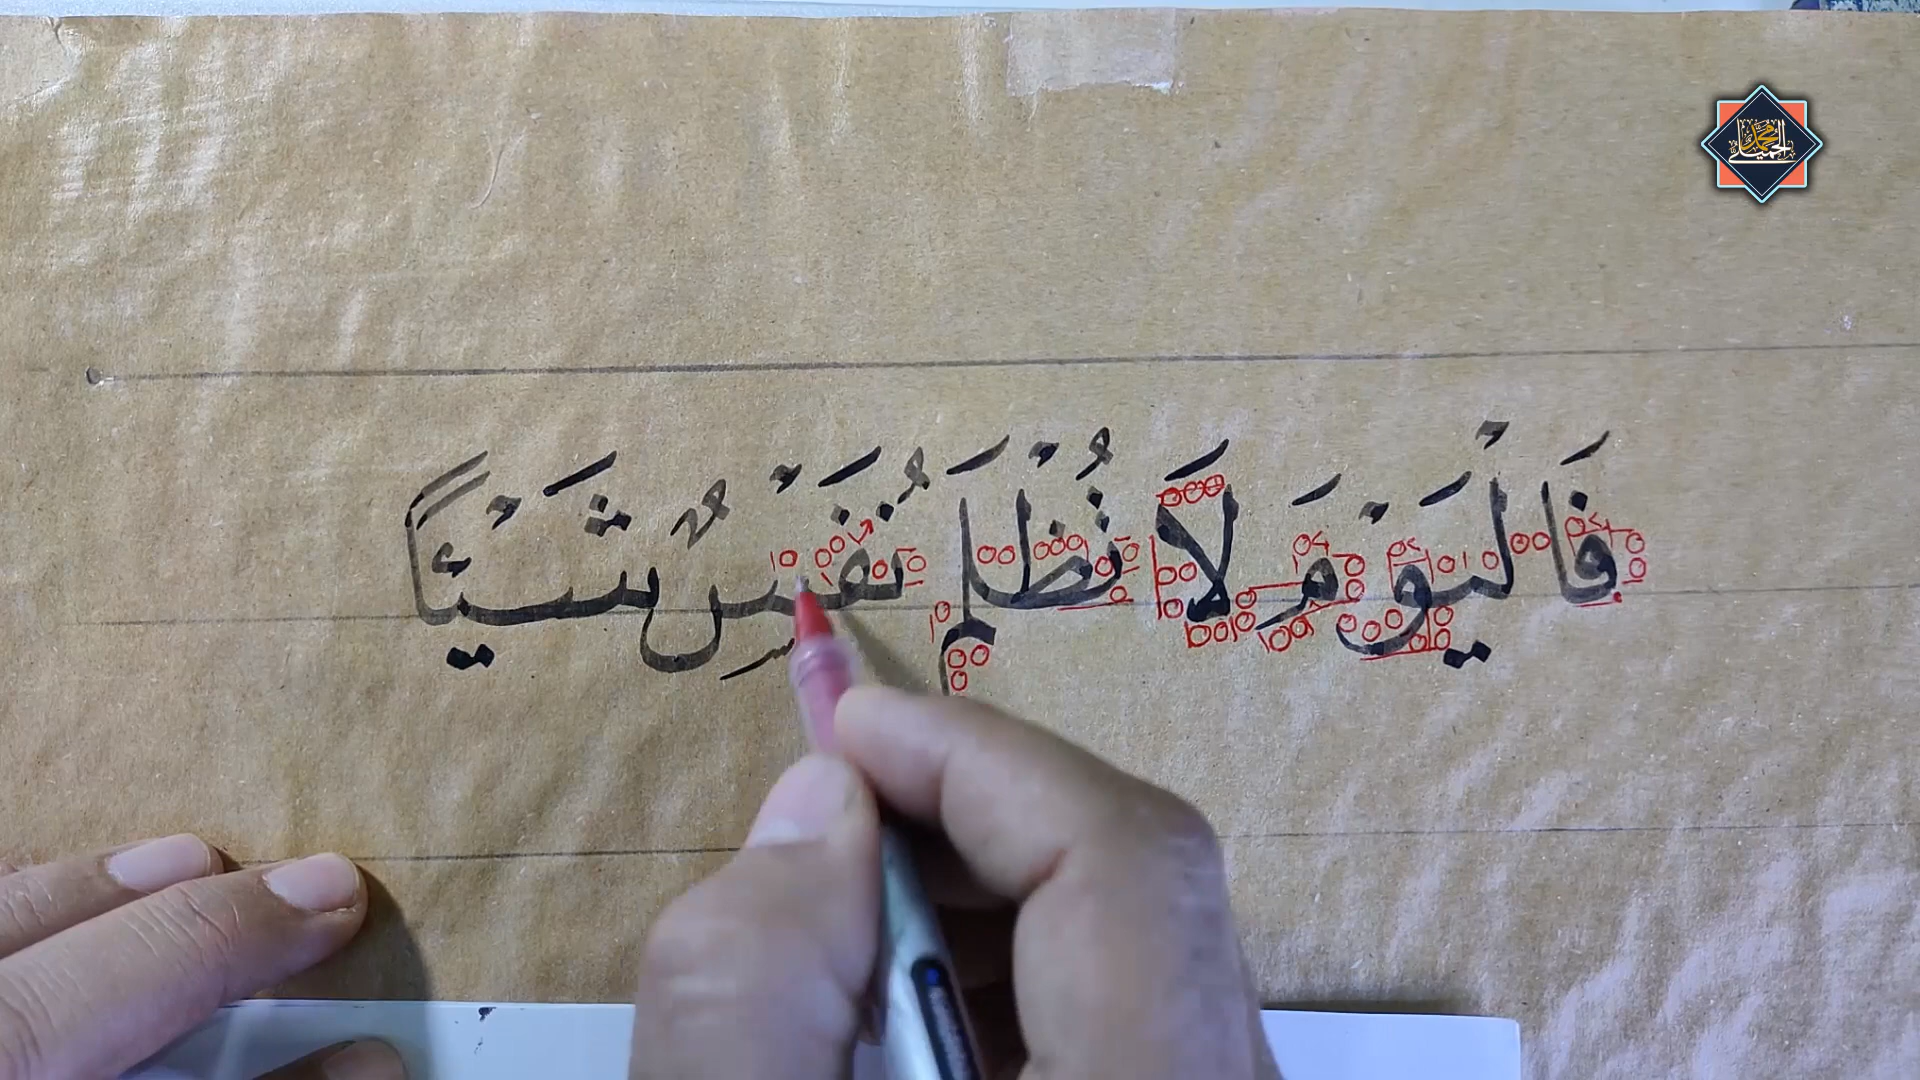 فَالْيَوْمَ لَا تُظْلَمُ نَفْسٌ شَيْئًا